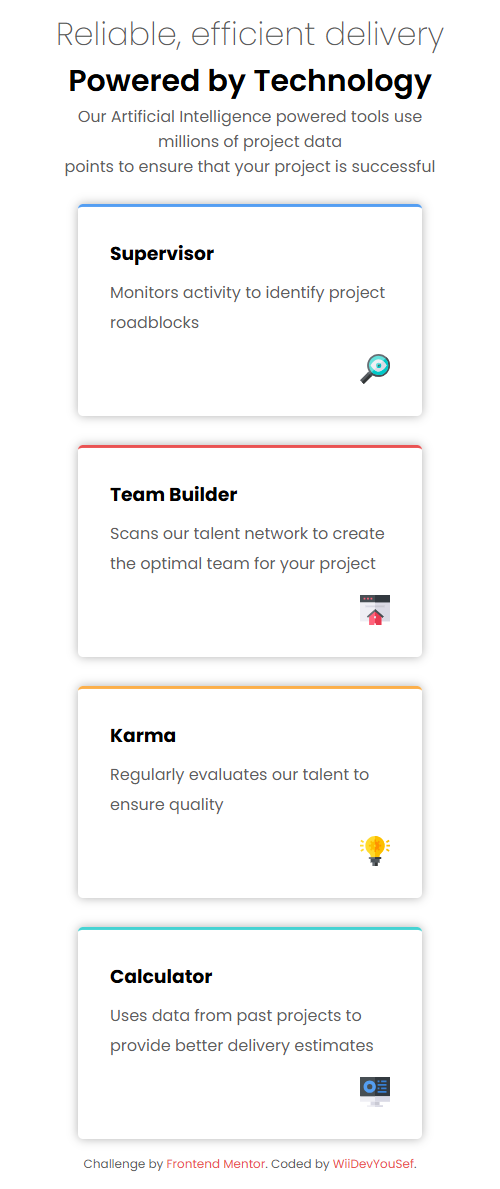 Reliable, efficient delivery
Powered by Technology
Our Artificial Intelligence powered tools use
millions of project data
points to ensure that your project is successful
Supervisor
Monitors activity to identify project
roadblocks
Team Builder
Scans our talent network to create
the optimal team for your project
Karma
Regularly evaluates our talent to
ensure quality
Calculator
Uses data from past projects to
provide better delivery estimates
Challenge by Frontend Mentor. Coded by WiiDevYouSef.